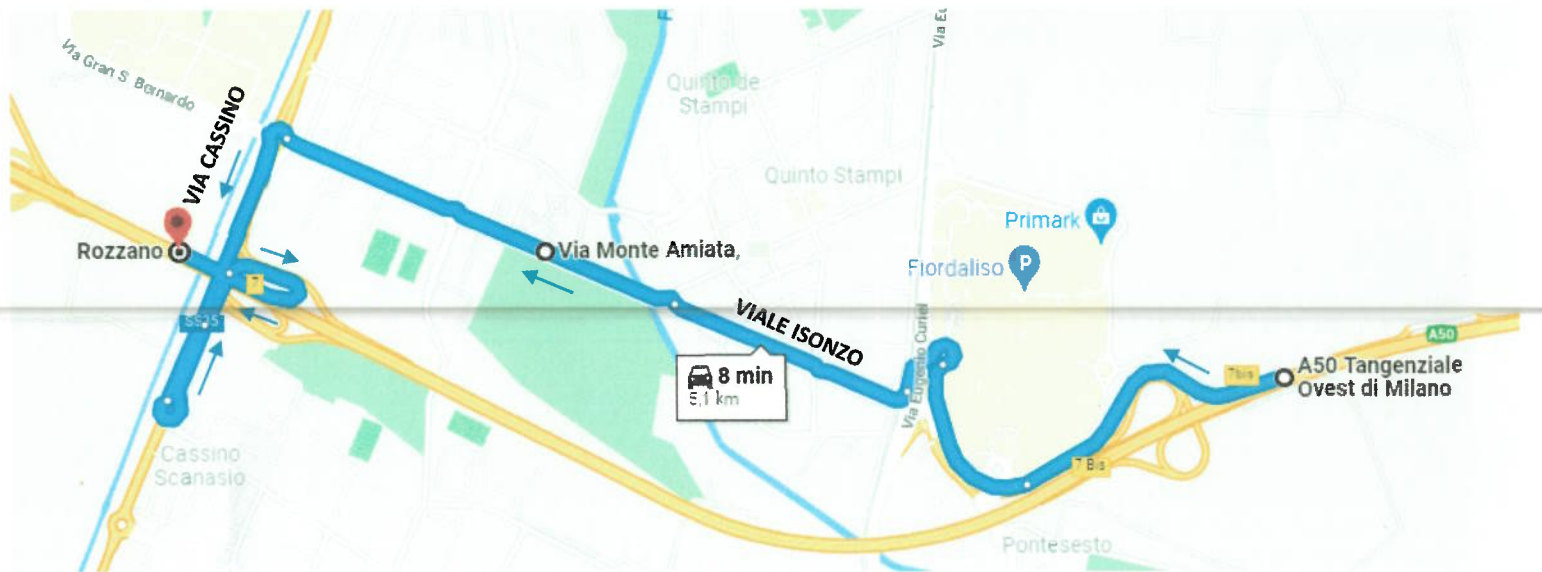 Via Gran S. Bernardo
VIA CASSINO
Quinto de
Stampi
Quinto Stampi
Primark
Fiordaliso
P
Rozzano
Via Monte Amiata,
7
SS35
VIALE ISONZO
Via Eugenio Curiel
8 min
5,1 km
A50
7bis
A50 Tangenziale
Ovest di Milano
7 Bis
Cassino
Scanasio
Pontesesto